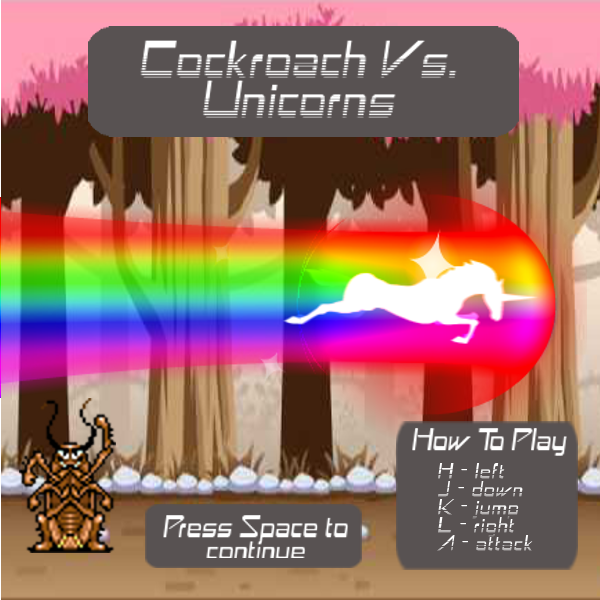 Cockroach Vs.
Unicorns
How To Play
H - left
J - down
K - jump
L - right
A - attack
Press Space to
continue